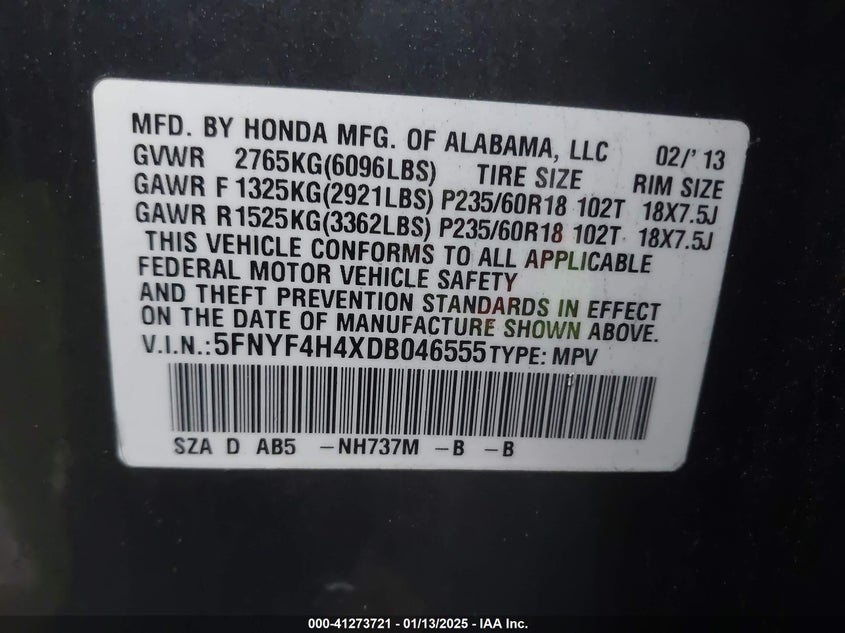 MFD. BY HONDA MFG. OF ALABAMA, LLC 02/' 13
GVWR 2765KG(6096LBS) TIRE SIZE RIM SIZE
GAWR F 1325KG(2921LBS) P235/60R18 102T 18X7.5J
GAWR R1525KG(3362LBS) P235/60R18 102T 18X7.5J
THIS VEHICLE CONFORMS TO ALL APPLICABLE
FEDERAL MOTOR VEHICLE SAFETY
AND THEFT PREVENTION STANDARDS IN EFFECT
ON THE DATE OF MANUFACTURE SHOWN ABOVE.
V.I.N.:5FNYF4H4XDB046555 TYPE: MPV
SZA D AB5 -NH737M -B -B
000-41273721 - 01/13/2025 - IAA Inc.